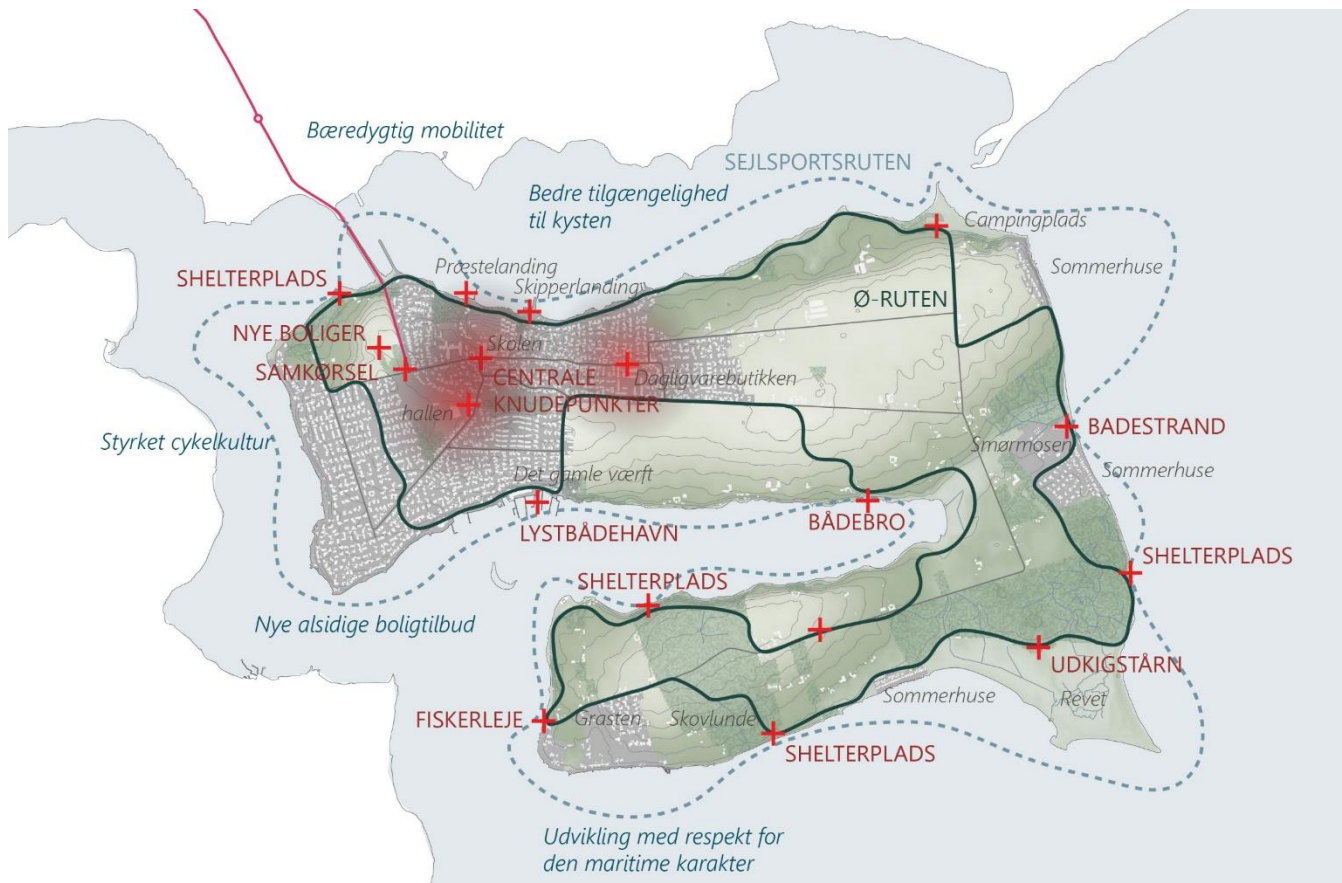 Bæredygtig mobilitet
SEJLSPORTSRUTEN
Bedre tilgængelighed
til kysten
Campingplads
Præstelanding
Sommerhuse
SHELTERPLADS
Skipperlanding
Ø-RUTEN
NYE BOLIGER
Skolen
SAMKØRSEL
CENTRALE
Dagligvarebutikken
KNUDEPUNKTER
hallen
BADESTRAND
Styrket cykelkultur
Smørmosen
Sommerhuse
Det gamle værft
LYSTBÅDEHAVN
BÅDEBRO
SHELTERPLADS
SHELTERPLADS
Nye alsidige boligtilbud
UDKIGSTÅRN
Sommerhuse
Revet
FISKERLEJE
Græsten
Skovlunde
SHELTERPLADS
Udvikling med respekt for
den maritime karakter